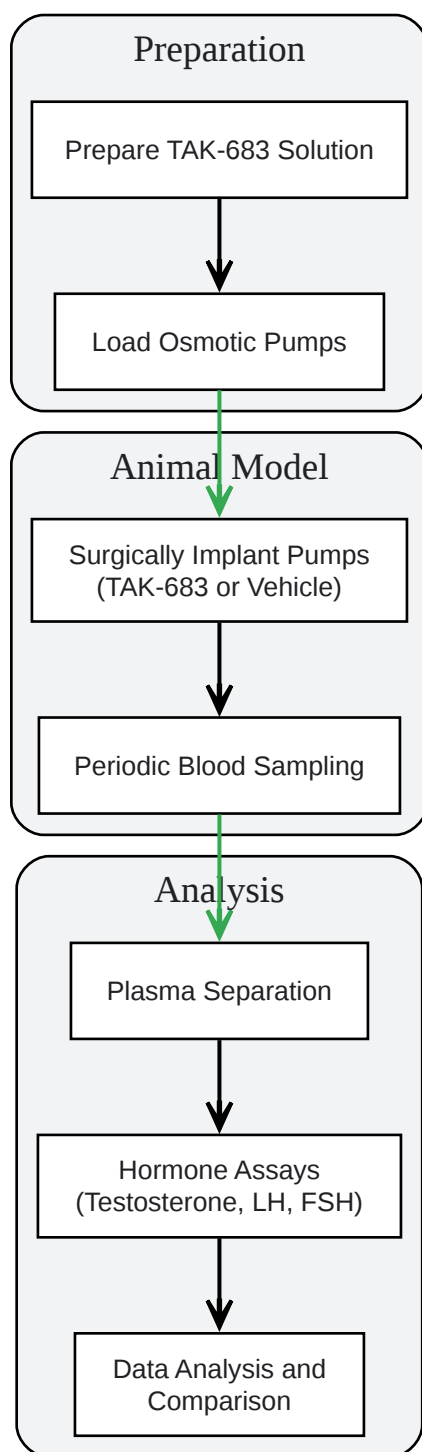 Preparation
Prepare TAK-683 Solution
Load Osmotic Pumps
Animal Model
Surgically Implant Pumps
(TAK-683 or Vehicle)
Periodic Blood Sampling
Analysis
Plasma Separation
Hormone Assays
(Testosterone, LH, FSH)
Data Analysis and
Comparison